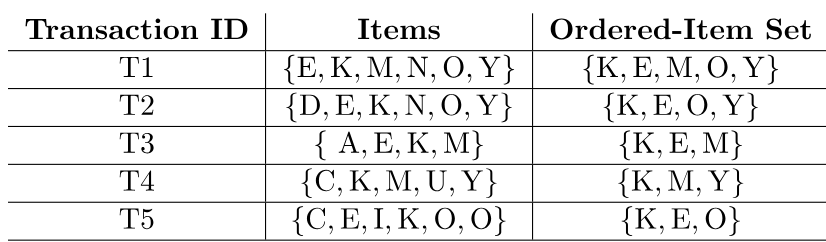 Transaction ID Items Ordered-Item Set
T1 {E, K, M, N, O, Y} {K, E, M, O, Y}
T2 {D, E, K, N, O, Y} {K, E, O, Y}
T3 { A, E, K, M} {K, E, M}
T4 {C, K, M, U, Y} {K, M, Y}
T5 {C, E, I, K, O, O} {K, E, O}